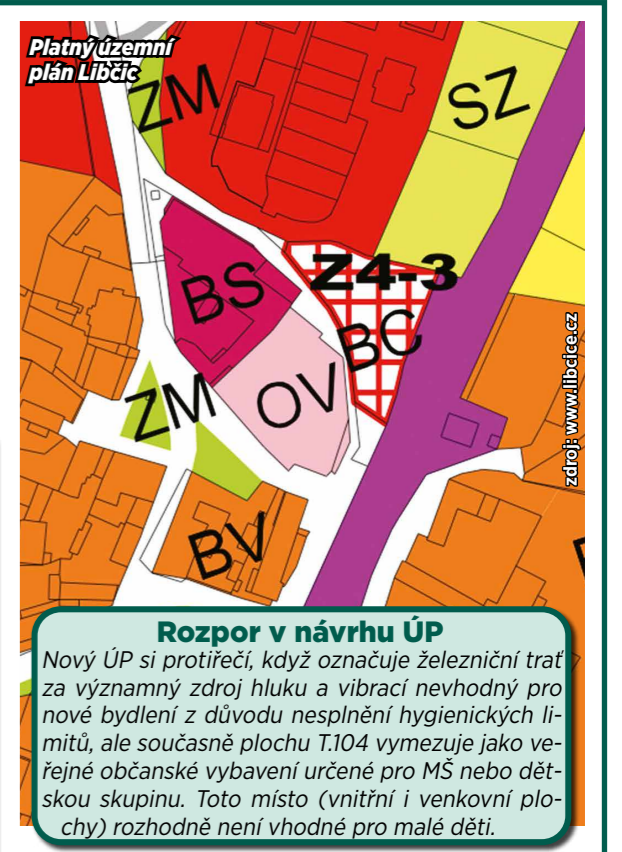 Platný územní
plán Libčic
ZM
SZ
Z4-3
BS
BC
OV
ZM
BV
zdroj: www.libcice.cz
Rozpor v návrhu ÚP
Nový ÚP si protiřečí, když označuje železniční trať
za významný zdroj hluku a vibrací nevhodný pro
nové bydlení z důvodu nesplnění hygienických li-
mitů, ale současně plochu T.104 vymezuje jako ve-
řejné občanské vybavení určené pro MŠ nebo dět-
skou skupinu. Toto místo (vnitřní i venkovní plo-
chy) rozhodně není vhodné pro malé děti.